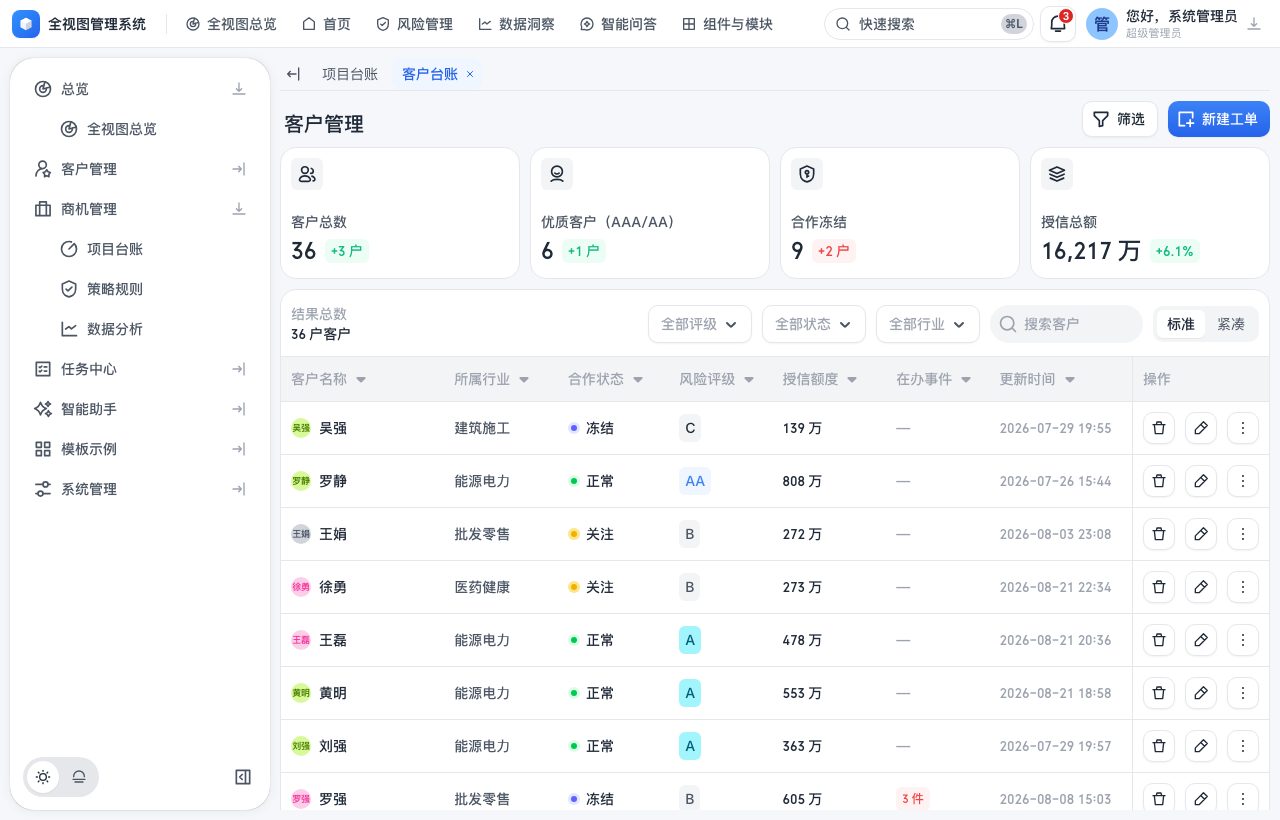 全视图管理系统 全视图总览 首页 风险管理 数据洞察 智能问答 组件与模块 快速搜索 ⌘L 3 管 您好，系统管理员
超级管理员
总览
全视图总览
客户管理
商机管理
项目台账
策略规则
数据分析
任务中心
智能助手
模板示例
系统管理
项目台账 客户台账 ×
客户管理 筛选 新建工单
客户总数
36 +3 户
优质客户（AAA/AA）
6 +1 户
合作冻结
9 +2 户
授信总额
16,217 万 +6.1%
结果总数
36 户客户
全部评级 全部状态 全部行业 搜索客户 标准 紧凑
客户名称 所属行业 合作状态 风险评级 授信额度 在办事件 更新时间 操作
吴强 吴强 建筑施工 冻结 C 139 万 — 2026-07-29 19:55
罗静 罗静 能源电力 正常 AA 808 万 — 2026-07-26 15:44
王娟 王娟 批发零售 关注 B 272 万 — 2026-08-03 23:08
徐勇 徐勇 医药健康 关注 B 273 万 — 2026-08-21 22:34
王磊 王磊 能源电力 正常 A 478 万 — 2026-08-21 20:36
黄明 黄明 能源电力 正常 A 553 万 — 2026-08-21 18:58
刘强 刘强 能源电力 正常 A 363 万 — 2026-07-29 19:57
罗强 罗强 批发零售 冻结 B 605 万 3 件 2026-08-08 15:03